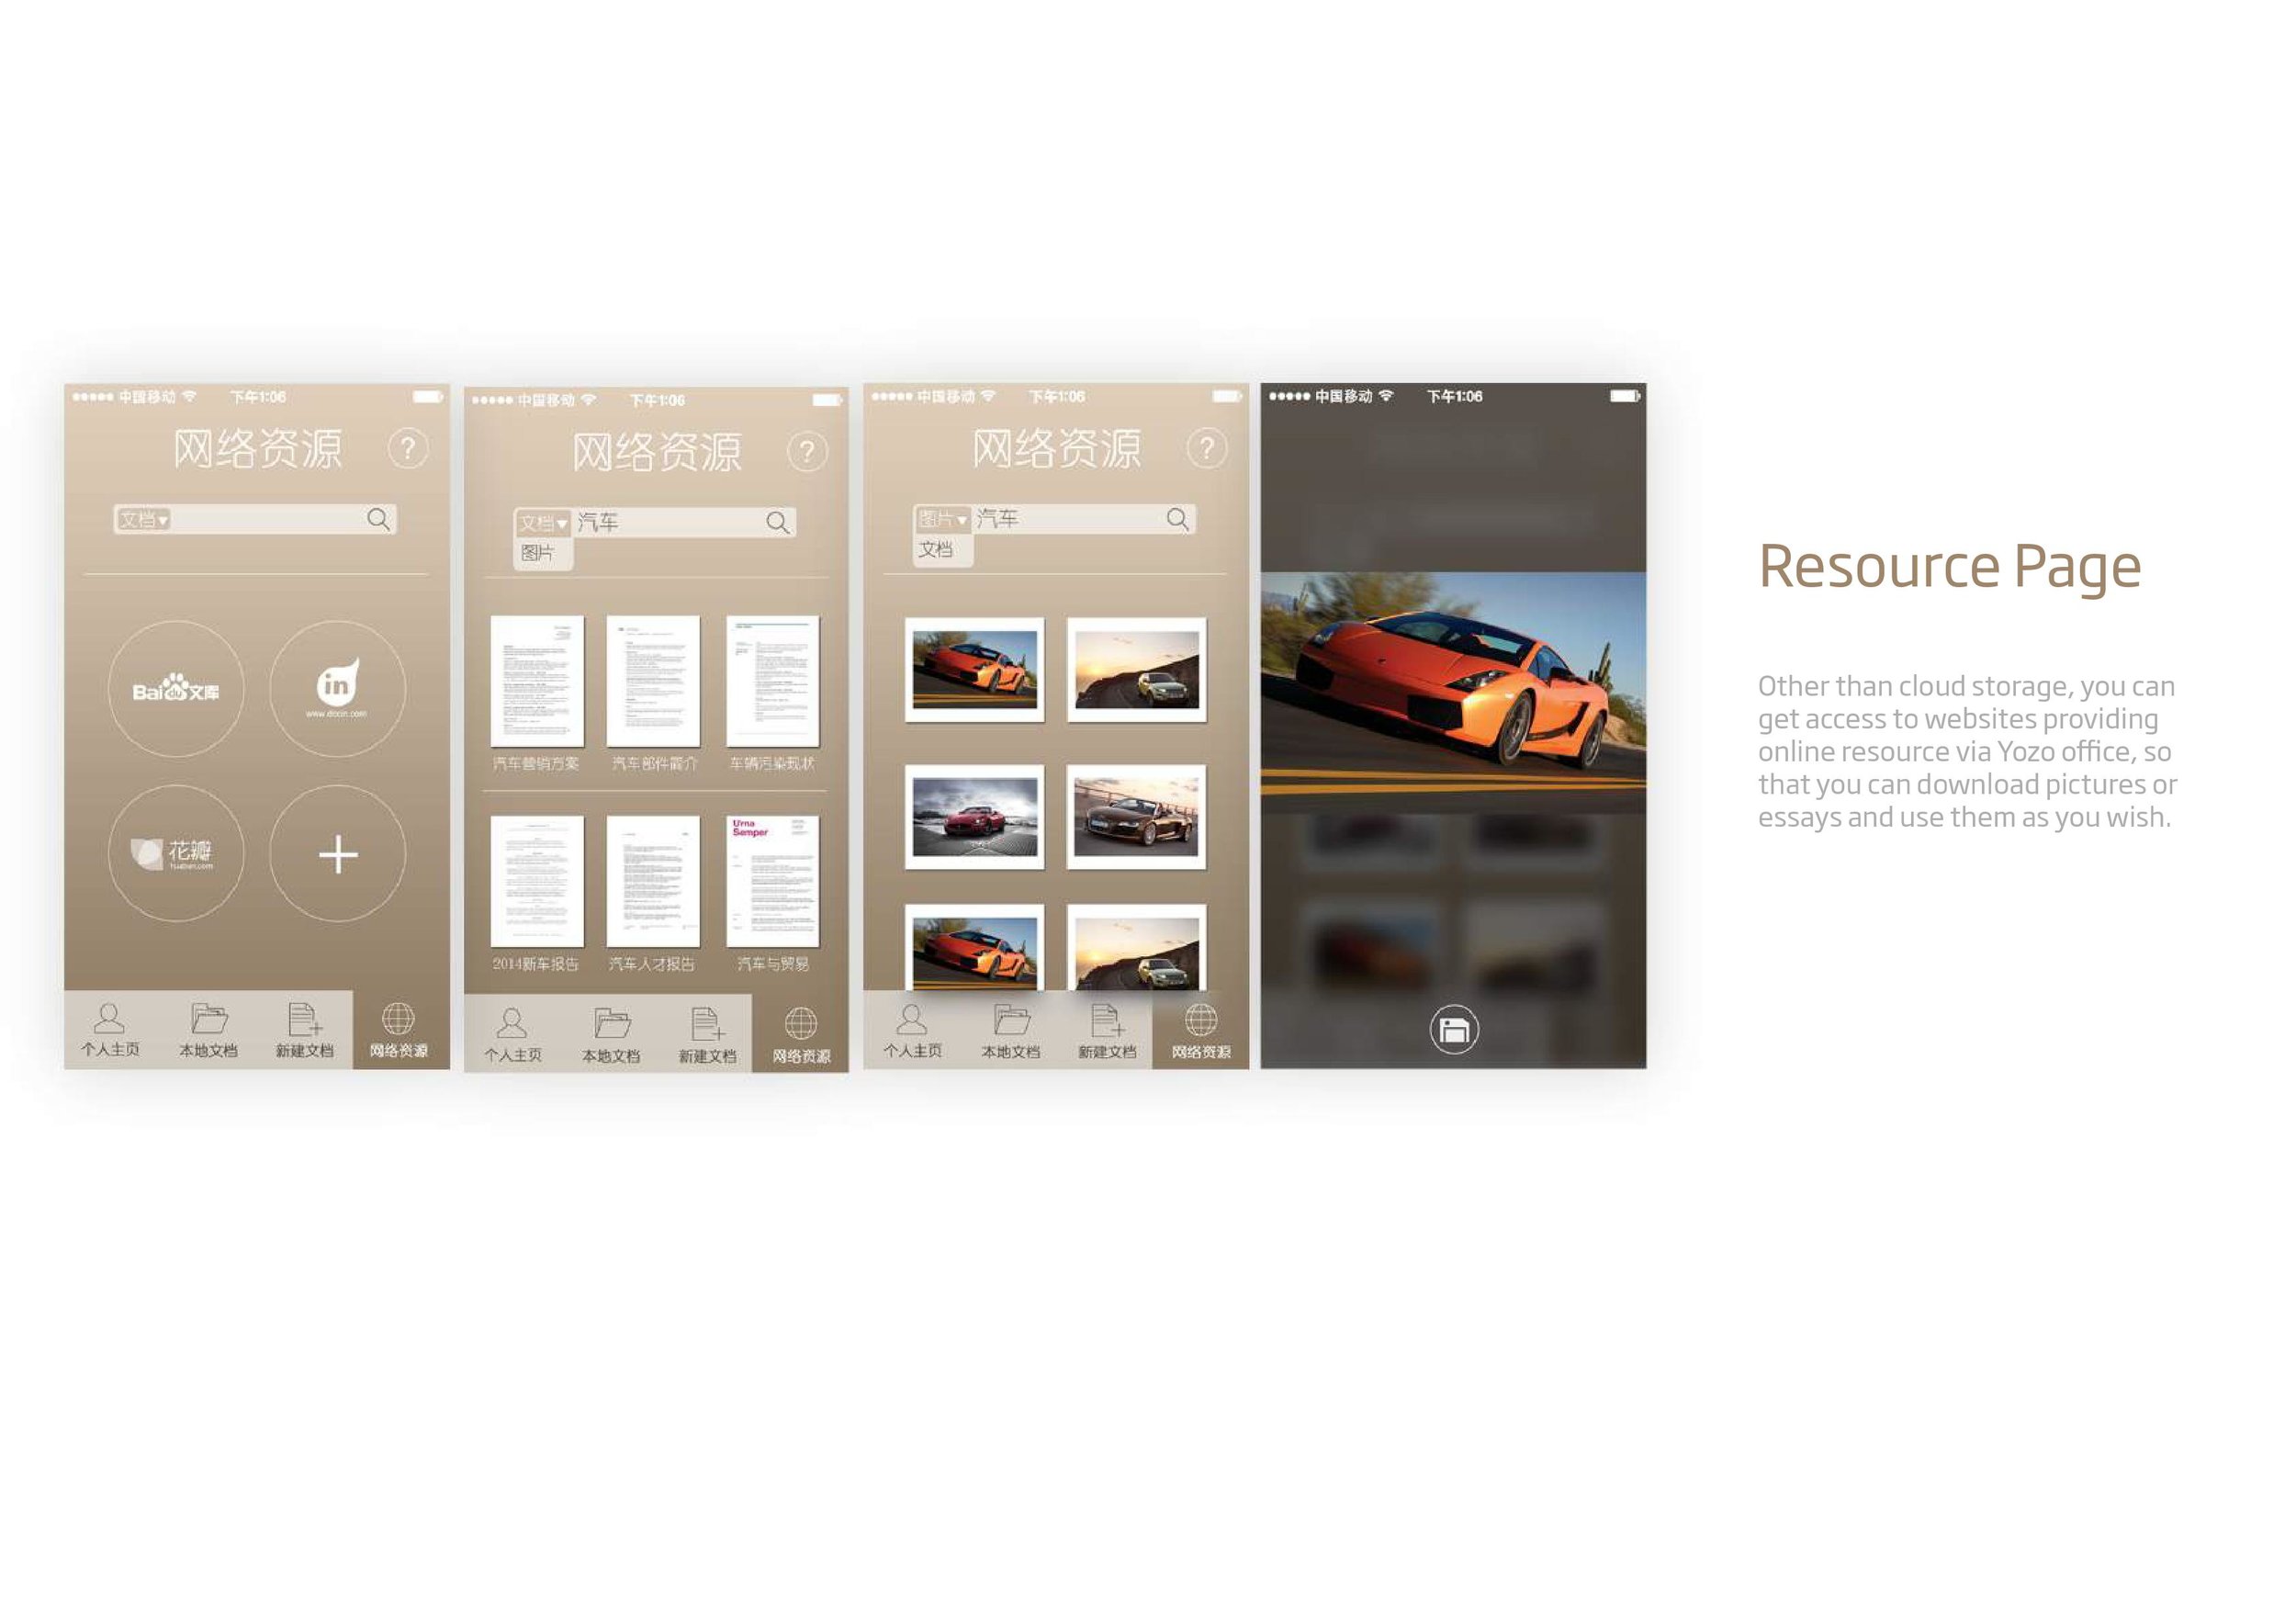 中国移动 下午1:06
网络资源 ?
文档
Baidu文库
in
www.docin.com
花瓣
huaban.com
个人主页 本地文档 新建文档 网络资源
中国移动 下午1:06
网络资源 ?
文档 汽车
图片
汽车营销方案 汽车部件简介 车辆污染现状
Urna
Semper
2014新车报告 汽车人才报告 汽车与贸易
个人主页 本地文档 新建文档 网络资源
中国移动 下午1:06
网络资源 ?
图片 汽车
文档
个人主页 本地文档 新建文档 网络资源
中国移动 下午1:06
Resource Page
Other than cloud storage, you can
get access to websites providing
online resource via Yozo office, so
that you can download pictures or
essays and use them as you wish.